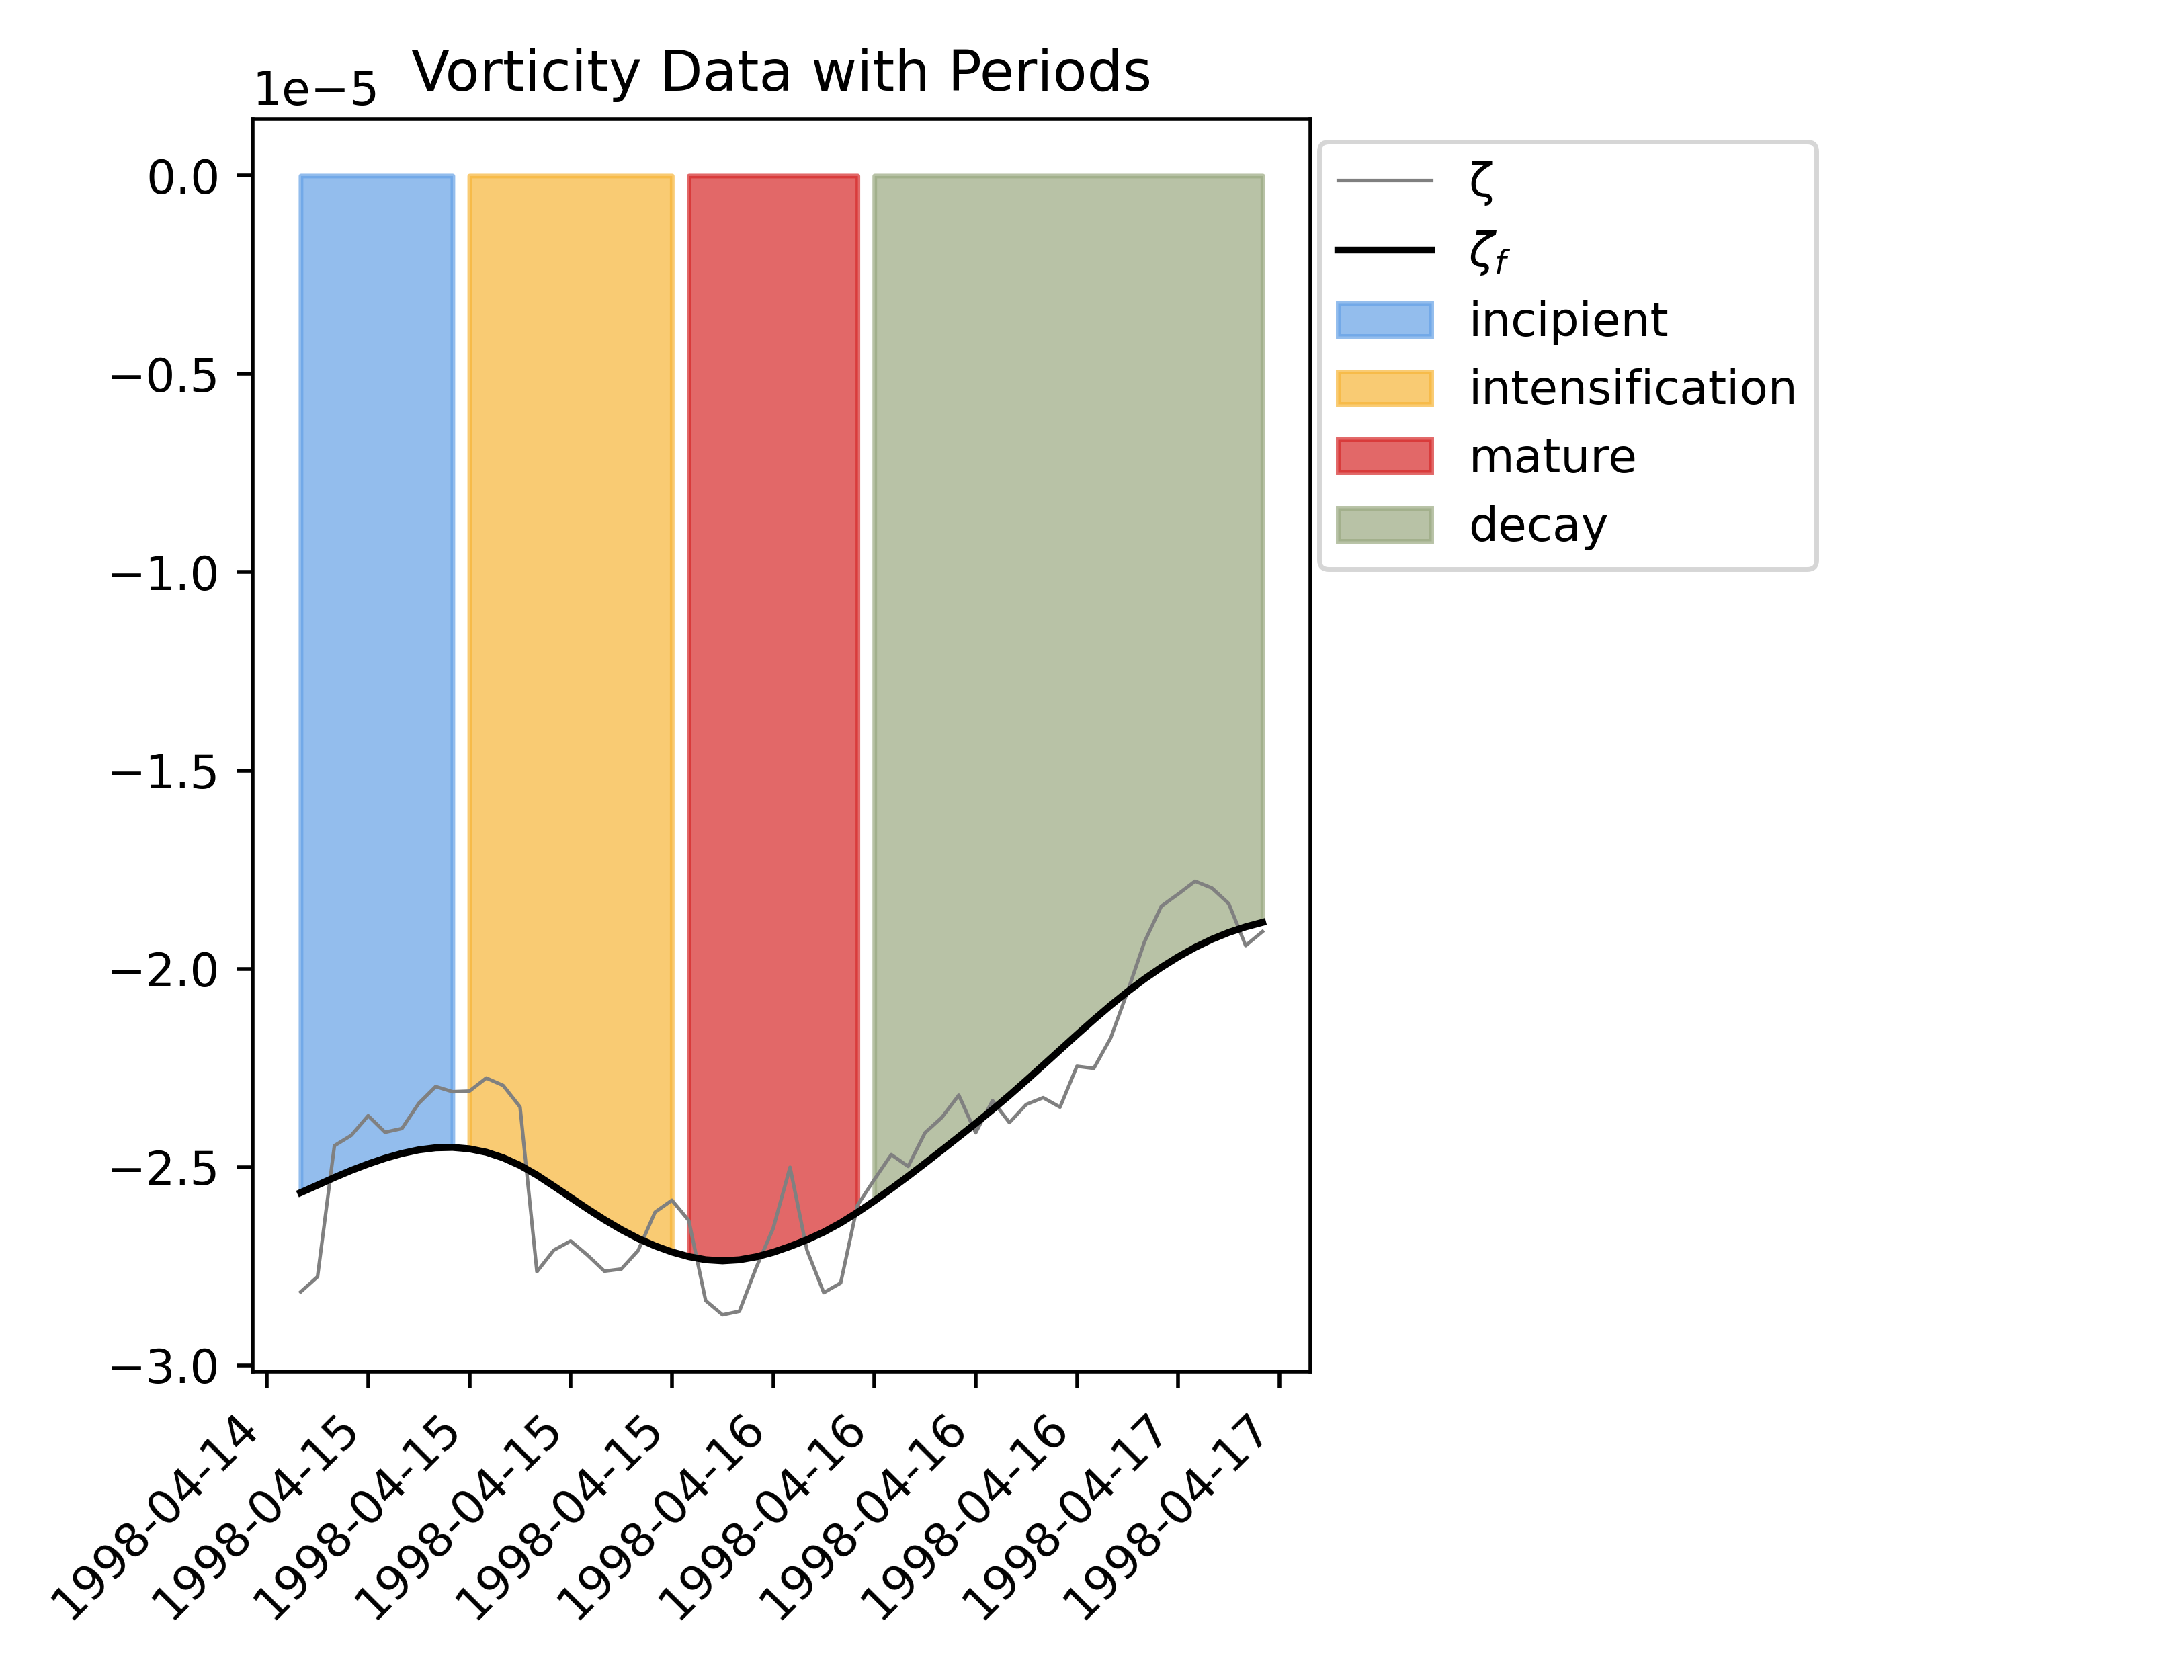 Vorticity Data with Periods
1e−5
0.0
−0.5
−1.0
−1.5
−2.0
−2.5
−3.0
1998-04-14
1998-04-15
1998-04-15
1998-04-15
1998-04-15
1998-04-16
1998-04-16
1998-04-16
1998-04-16
1998-04-17
1998-04-17
ζ
ζf
incipient
intensification
mature
decay